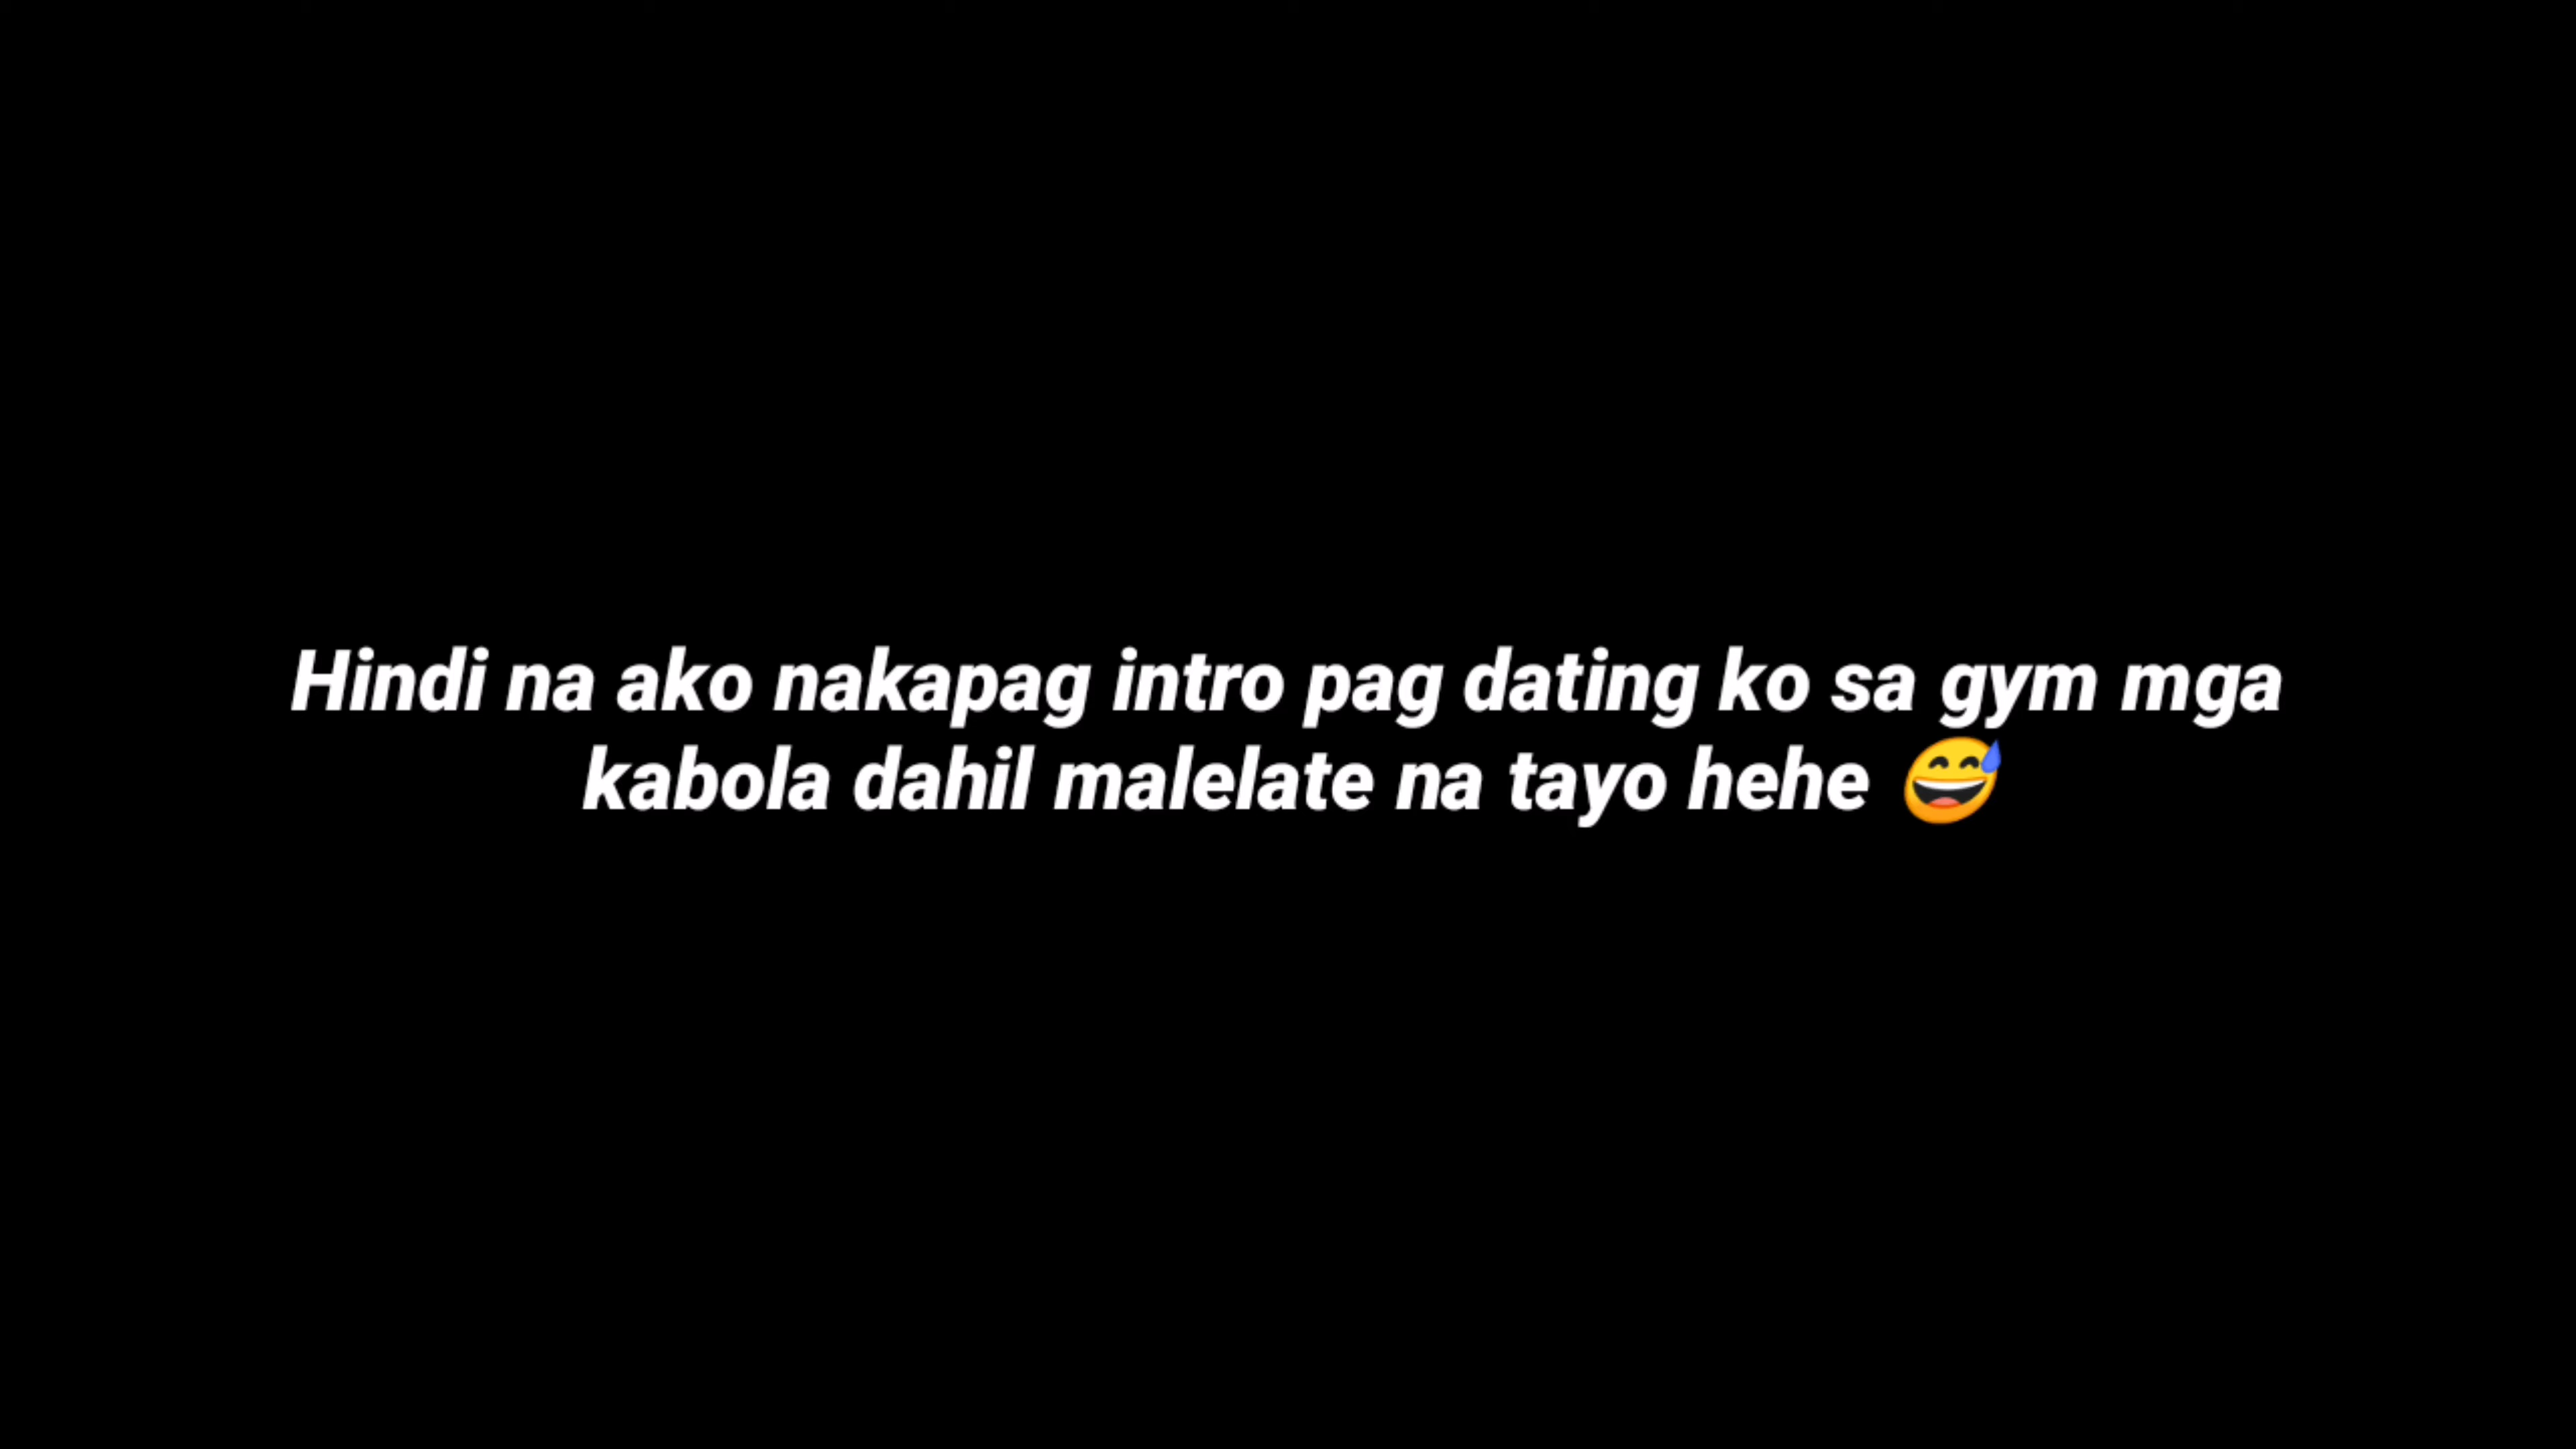 Hindi na ako nakapag intro pag dating ko sa gym mga
kabola dahil malelate na tayo hehe 😅